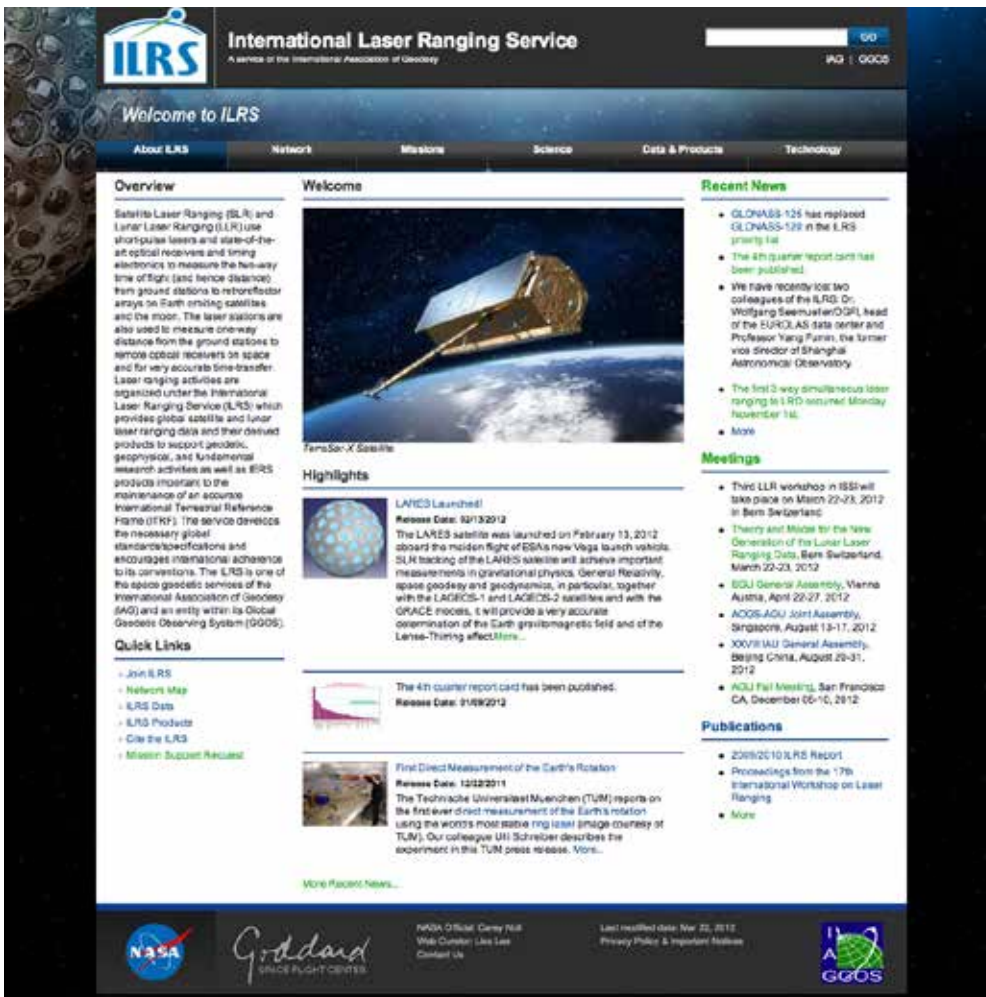 ILRS
International Laser Ranging Service
A service of the International Association of Geodesy
GO
IAG | GGOS
Welcome to ILRS
About ILRS
Network
Missions
Science
Data & Products
Technology
Overview
Satellite Laser Ranging (SLR) and
Lunar Laser Ranging (LLR) use
short-pulse lasers and state-of-the-
art optical receivers and timing
electronics to measure the two-way
time of flight (and hence distance)
from ground stations to retroreflector
arrays on Earth orbiting satellites
and the moon. The laser stations are
also used to measure one-way
distance from the ground stations to
remote optical receivers on space
and for very accurate time-transfer.
Laser ranging activities are
organized under the International
Laser Ranging Service (ILRS) which
provides global satellite and lunar
laser ranging data and their derived
products to support geodetic,
geophysical, and fundamental
research activities as well as IERS
products important to the
maintenance of an accurate
International Terrestrial Reference
Frame (ITRF). The service develops
the necessary global
standards/specifications and
encourages international adherence
to its conventions. The ILRS is one of
the space geodetic services of the
International Association of Geodesy
(IAG) and an entity within its Global
Geodetic Observing System (GGOS).
Quick Links
› Join ILRS
› Network Map
› ILRS Data
› ILRS Products
› Cite the ILRS
› Mission Support Request
Welcome
TerraSar-X Satellite
Highlights
LARES Launched!
Release Date: 02/13/2012
The LARES satellite was launched on February 13, 2012
aboard the maiden flight of ESA's new Vega launch vehicle.
SLR tracking of the LARES satellite will achieve important
measurements in gravitational physics, General Relativity,
space geodesy and geodynamics, in particular, together
with the LAGEOS-1 and LAGEOS-2 satellites and with the
GRACE models, it will provide a very accurate
determination of the Earth gravitomagnetic field and of the
Lense-Thirring effect.More...
The 4th quarter report card has been published.
Release Date: 01/09/2012
First Direct Measurement of the Earth's Rotation
Release Date: 12/22/2011
The Technische Universitaet Muenchen (TUM) reports on
the first ever direct measurement of the Earth's rotation
using the world's most stable ring laser (image courtesy of
TUM). Our colleague Ulli Schreiber describes the
experiment in this TUM press release. More...
More Recent News...
Recent News
GLONASS-125 has replaced
GLONASS-120 in the ILRS
priority list
The 4th quarter report card has
been published.
We have recently lost two
colleagues of the ILRS: Dr.
Wolfgang Seemueller/DGFI, head
of the EUROLAS data center and
Professor Yang Fumin, the former
vice director of Shanghai
Astronomical Observatory.
The first 3-way simultaneous laser
ranging to LRO occurred Monday
November 1st.
More
Meetings
Third LLR workshop in ISSI will
take place on March 22-23, 2012
in Bern Switzerland
Theory and Model for the New
Generation of the Lunar Laser
Ranging Data, Bern Switzerland,
March 22-23, 2012
EGU General Assembly, Vienna
Austria, April 22-27, 2012
AOGS-AGU Joint Assembly,
Singapore, August 13-17, 2012
XXVIII IAU General Assembly,
Beijing China, August 20-31,
2012
AGU Fall Meeting, San Francisco
CA, December 05-10, 2012
Publications
2009/2010 ILRS Report
Proceedings from the 17th
International Workshop on Laser
Ranging
More
NASA
Goddard
SPACE FLIGHT CENTER
NASA Official: Carey Noll
Web Curator: Lisa Lee
Contact Us
Last modified date: Mar 22, 2012
Privacy Policy & Important Notices
IAG
GGOS